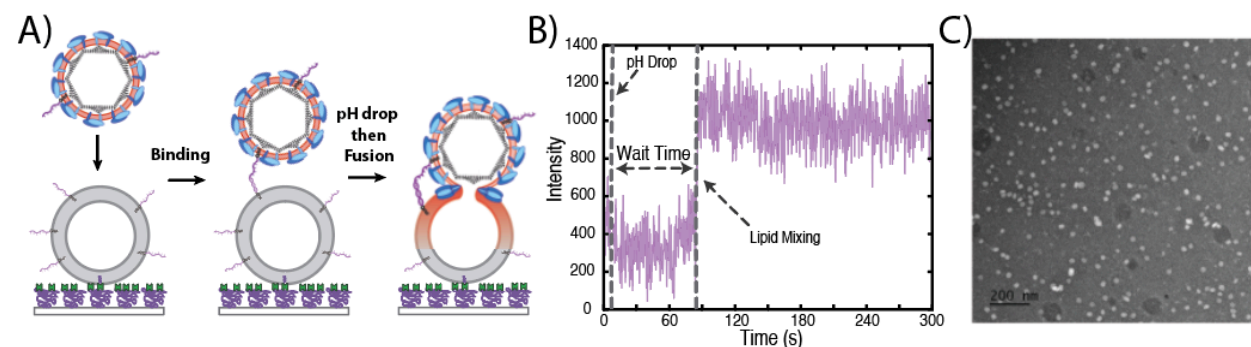 A)
Binding
pH drop
then
Fusion
B)
1400
1200
1000
800
600
400
200
0
Intensity
pH Drop
Wait Time
Lipid Mixing
0
60
120
180
240
300
Time (s)
C)
200 nm